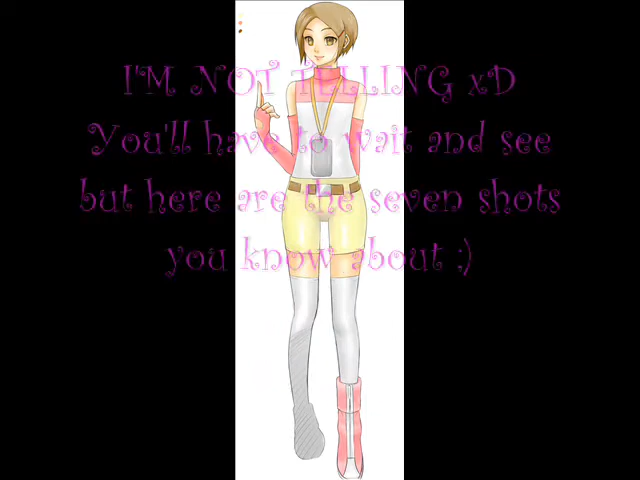 I'M NOT TELLING xD
You'll have to wait and see
but here are the seven shots
you know about :)